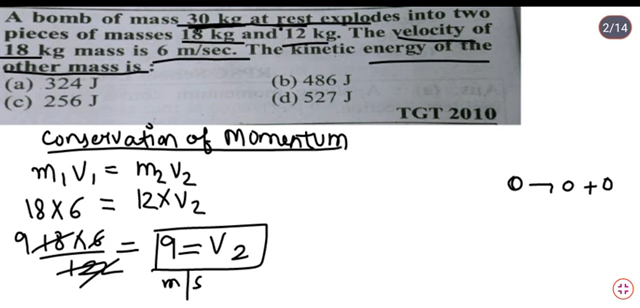 A bomb of mass 30 kg at rest explodes into two
pieces of masses 18 kg and 12 kg. The velocity of
18 kg mass is 6 m/sec. The kinetic energy of the
other mass is :
(a) 324 J (b) 486 J
(c) 256 J (d) 527 J
TGT 2010
2/14
Conservation of Momentum
m₁V₁ = m₂V₂
18 X 6 = 12 X V₂
9 18 X 6 / 12 = 9 = V₂
m/s
0 → 0 + 0